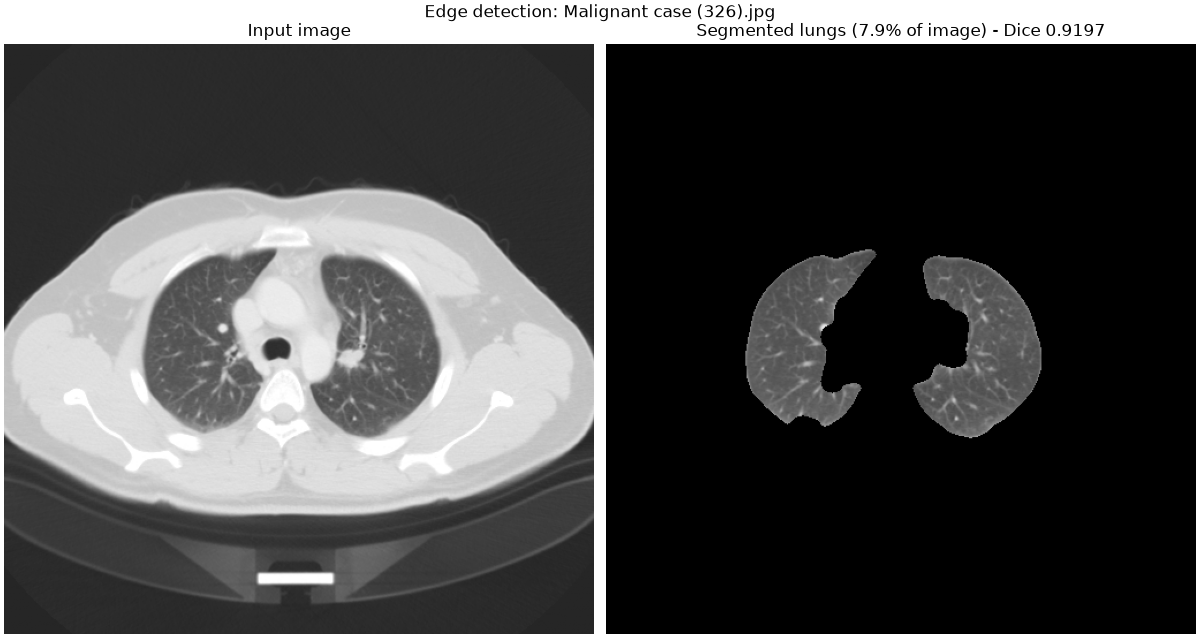 Edge detection: Malignant case (326).jpg
Input image
Segmented lungs (7.9% of image) - Dice 0.9197